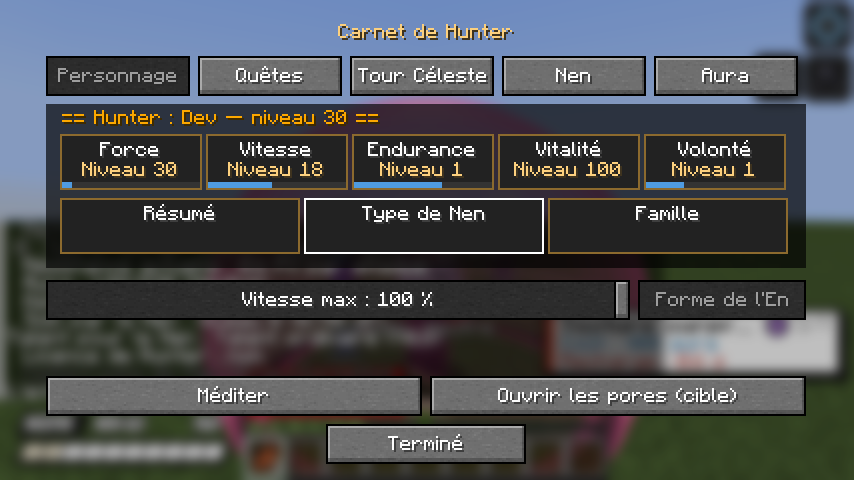 Carnet de Hunter
Personnage
Quêtes
Tour Céleste
Nen
Aura
== Hunter : Dev — niveau 30 ==
Force
Niveau 30
Vitesse
Niveau 18
Endurance
Niveau 1
Vitalité
Niveau 100
Volonté
Niveau 1
Résumé
Type de Nen
Famille
Vitesse max : 100 %
Forme de l'En
Méditer
Ouvrir les pores (cible)
Terminé